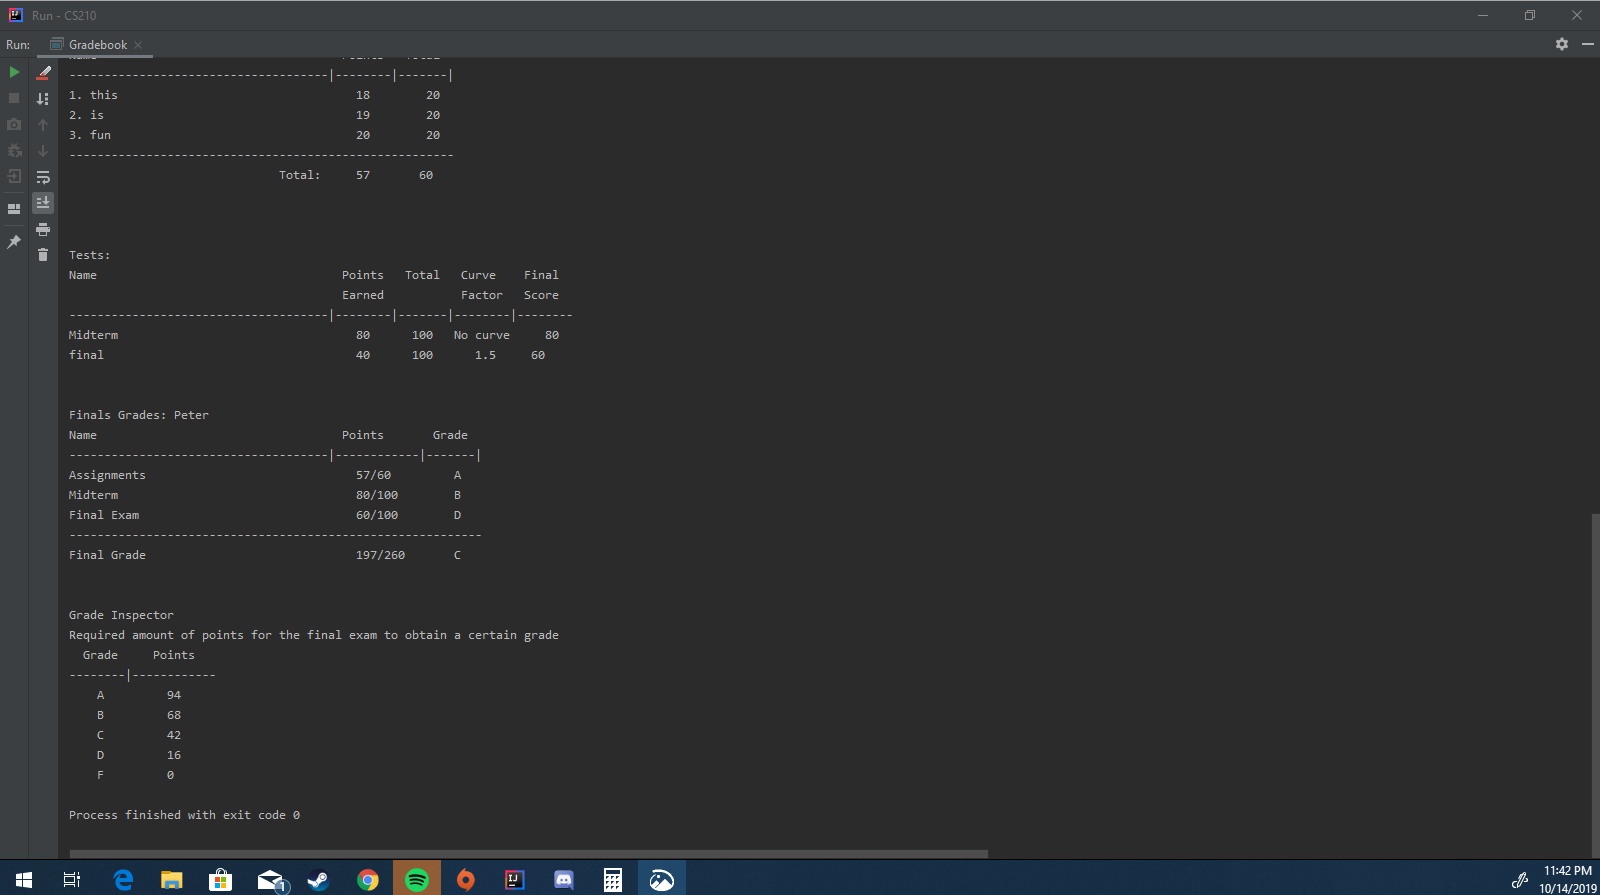 Run - CS210
Run: Gradebook
-------------------------------------|--------|-------|
1. this 18 20
2. is 19 20
3. fun 20 20
-------------------------------------------------------
Total: 57 60
Tests:
Name Points Total Curve Final
Earned Factor Score
-------------------------------------|--------|-------|--------|--------
Midterm 80 100 No curve 80
final 40 100 1.5 60
Finals Grades: Peter
Name Points Grade
-------------------------------------|------------|-------|
Assignments 57/60 A
Midterm 80/100 B
Final Exam 60/100 D
-----------------------------------------------------------
Final Grade 197/260 C
Grade Inspector
Required amount of points for the final exam to obtain a certain grade
Grade Points
--------|------------
A 94
B 68
C 42
D 16
F 0
Process finished with exit code 0
1
11:42 PM
10/14/2019